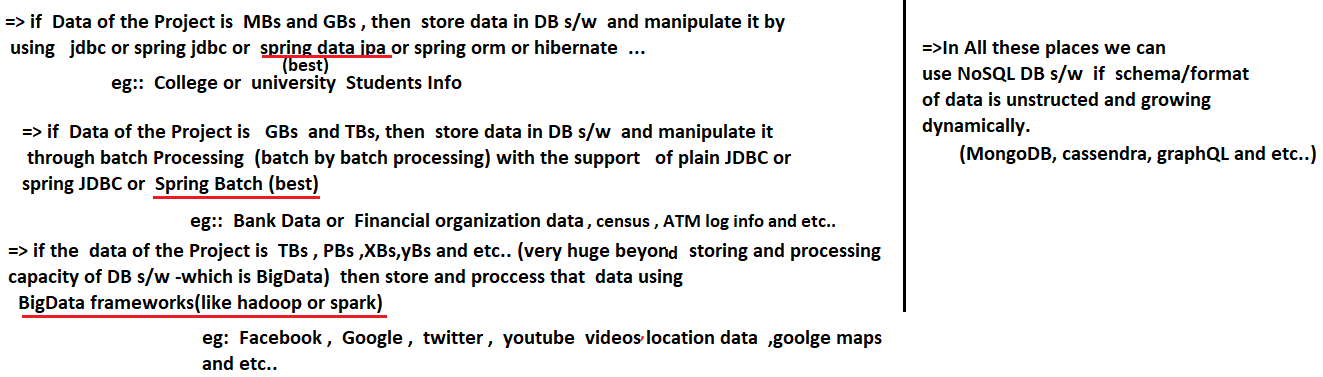 => if Data of the Project is MBs and GBs , then store data in DB s/w and manipulate it by
using jdbc or spring jdbc or spring data jpa or spring orm or hibernate ...
(best)
eg:: College or university Students Info
=> if Data of the Project is GBs and TBs, then store data in DB s/w and manipulate it
through batch Processing (batch by batch processing) with the support of plain JDBC or
spring JDBC or Spring Batch (best)
eg:: Bank Data or Financial organization data , census , ATM log info and etc..
=> if the data of the Project is TBs , PBs ,XBs,yBs and etc.. (very huge beyond storing and processing
capacity of DB s/w -which is BigData) then store and proccess that data using
BigData frameworks(like hadoop or spark)
eg: Facebook , Google , twitter , youtube videos,location data ,goolge maps
and etc..
=>In All these places we can
use NoSQL DB s/w if schema/format
of data is unstructed and growing
dynamically.
(MongoDB, cassendra, graphQL and etc..)